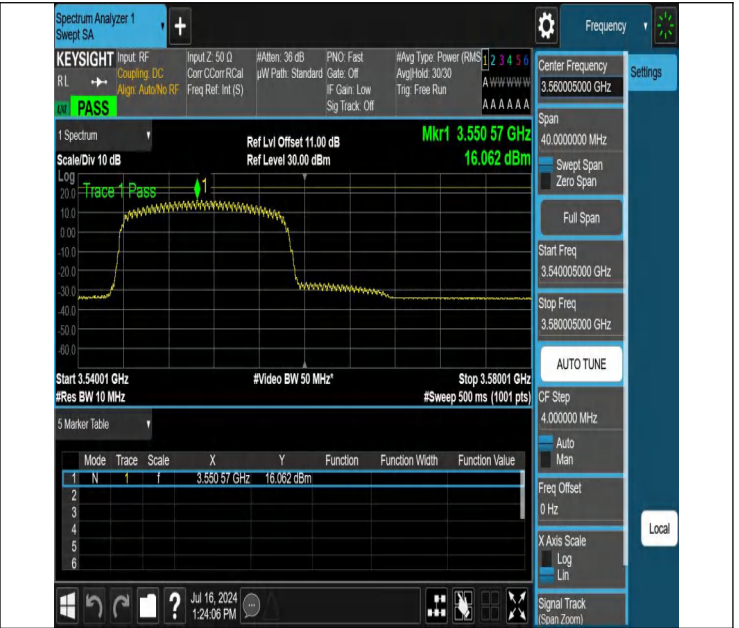 Spectrum Analyzer 1
Swept SA
+
Frequency
KEYSIGHT
RL
PASS
Input: RF
Coupling: DC
Align: Auto/No RF
Input Z: 50 Ω
Corr CCorr RCal
Freq Ref: Int (S)
#Atten: 36 dB
µW Path: Standard
PNO: Fast
Gate: Off
IF Gain: Low
Sig Track: Off
#Avg Type: Power (RMS
Avg|Hold: 30/30
Trig: Free Run
1 2 3 4 5 6
A W W W W W
A A A A A A
1 Spectrum
Scale/Div 10 dB
Ref Lvl Offset 11.00 dB
Ref Level 30.00 dBm
Mkr1 3.550 57 GHz
16.062 dBm
Log
Trace 1 Pass
1
20.0
10.0
0.00
-10.0
-20.0
-30.0
-40.0
-50.0
-60.0
Start 3.54001 GHz
#Res BW 10 MHz
#Video BW 50 MHz*
Stop 3.58001 GHz
#Sweep 500 ms (1001 pts)
5 Marker Table
Mode Trace Scale X Y Function Function Width Function Value
1 N 1 f 3.550 57 GHz 16.062 dBm
2
3
4
5
6
?
Jul 16, 2024
1:24:06 PM
Center Frequency
3.560005000 GHz
Settings
Span
40.0000000 MHz
Swept Span
Zero Span
Full Span
Start Freq
3.540005000 GHz
Stop Freq
3.580005000 GHz
AUTO TUNE
CF Step
4.000000 MHz
Auto
Man
Freq Offset
0 Hz
X Axis Scale
Log
Lin
Signal Track
(Span Zoom)
Local